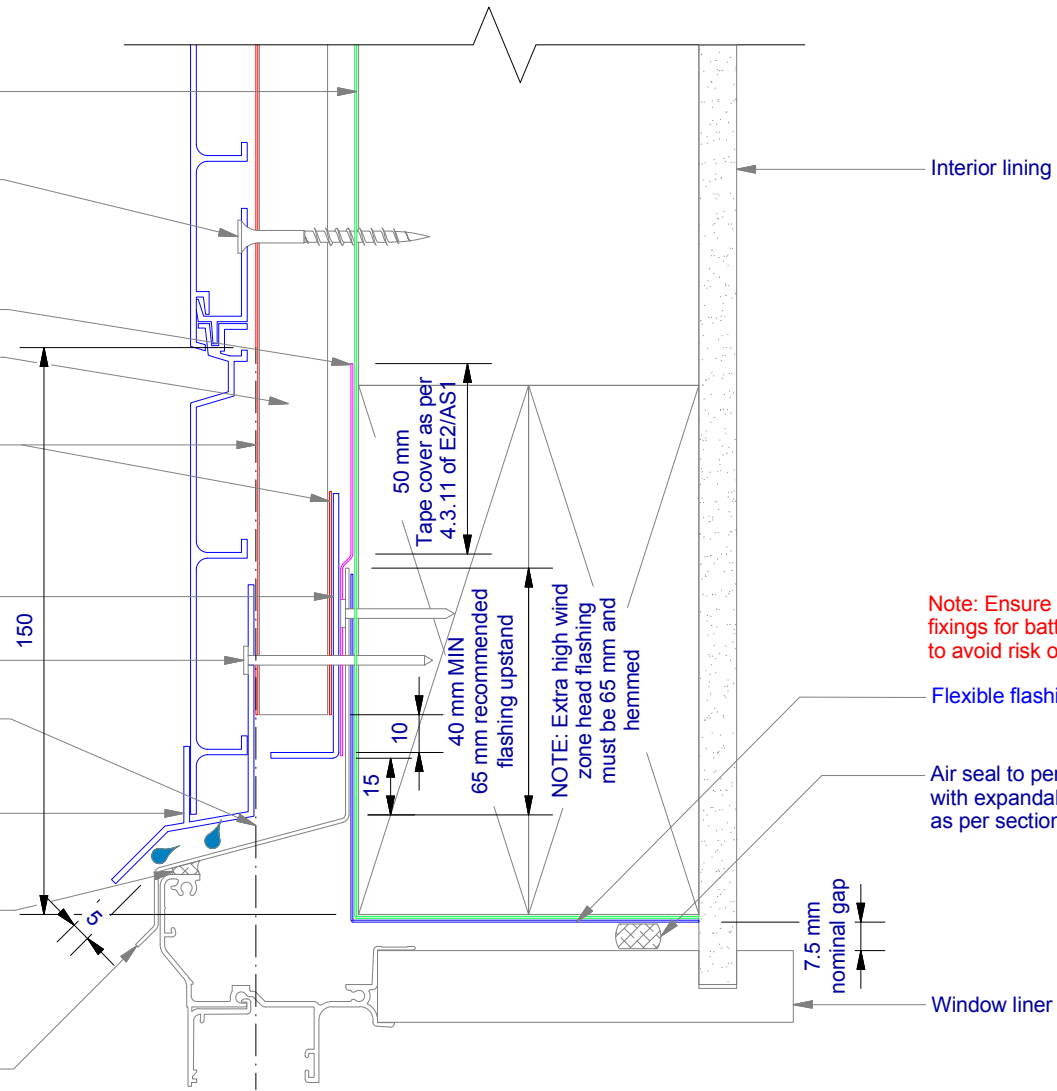 Interior lining
50 mm
Tape cover as per
4.3.11 of E2/AS1
150
40 mm MIN
65 mm recommended
flashing upstand
NOTE: Extra high wind
zone head flashing
must be 65 mm and
hemmed
10
15
5
Note: Ensure
fixings for bat
to avoid risk o
Flexible flashi
Air seal to per
with expandal
as per section
7.5 mm
nominal gap
Window liner